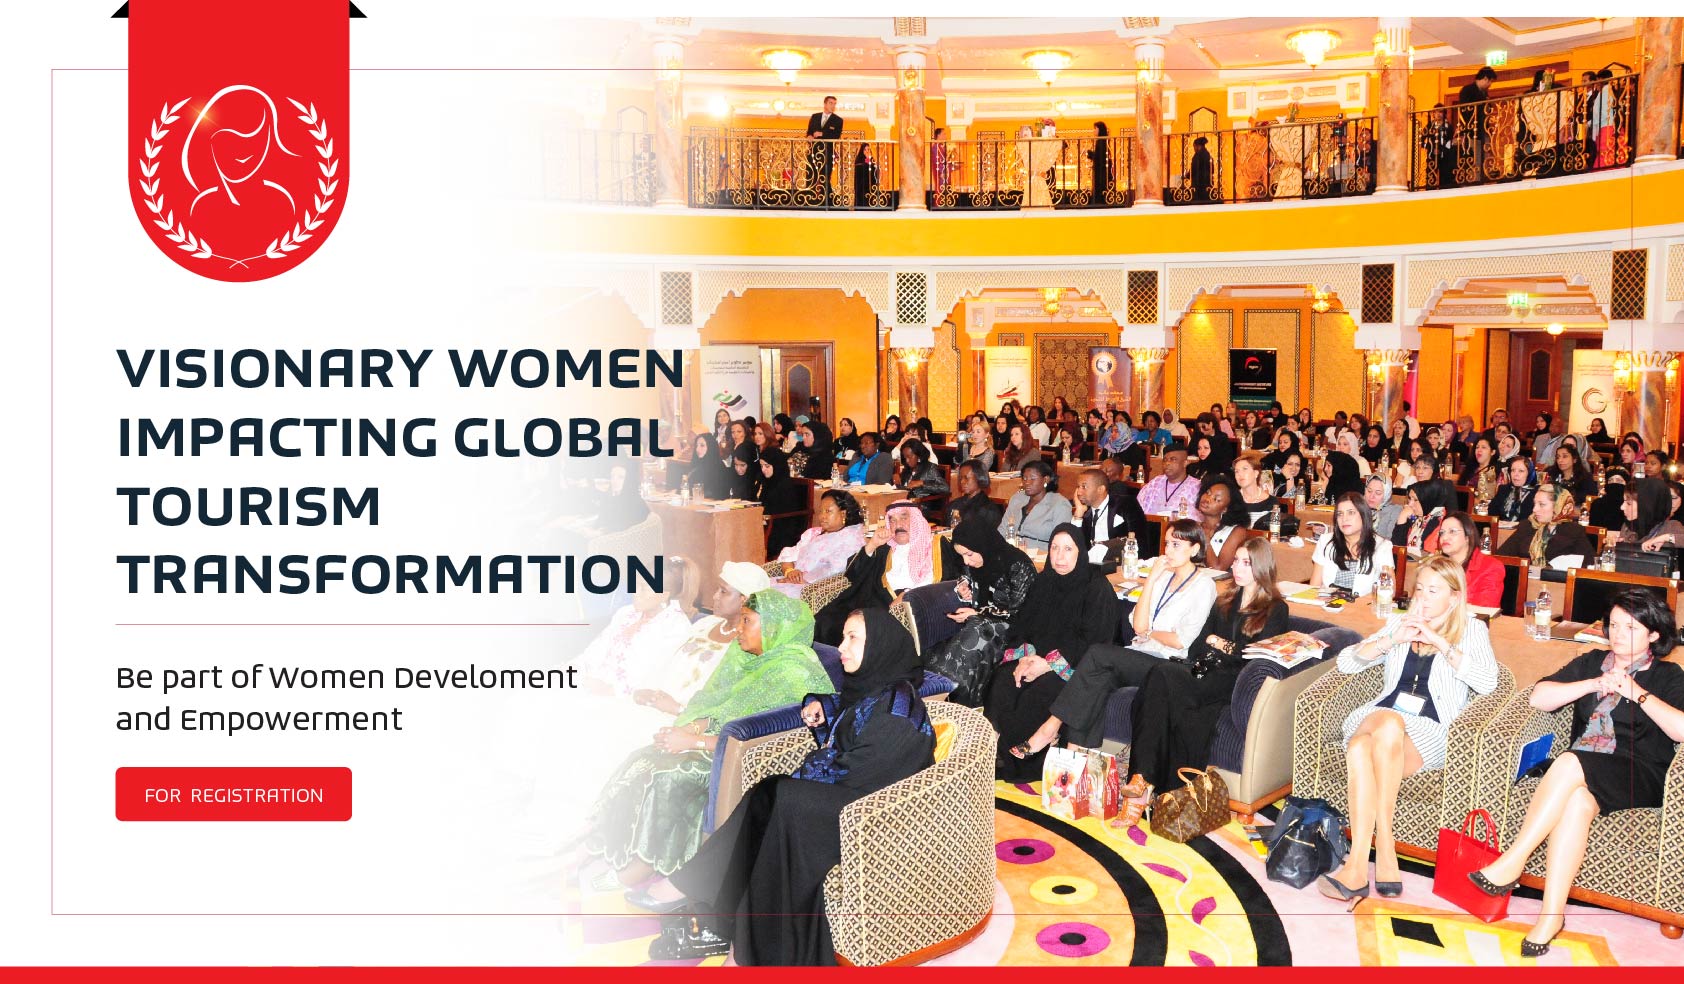 VISIONARY WOMEN
IMPACTING GLOBAL
TOURISM
TRANSFORMATION
Be part of Women Develoment
and Empowerment
FOR REGISTRATION